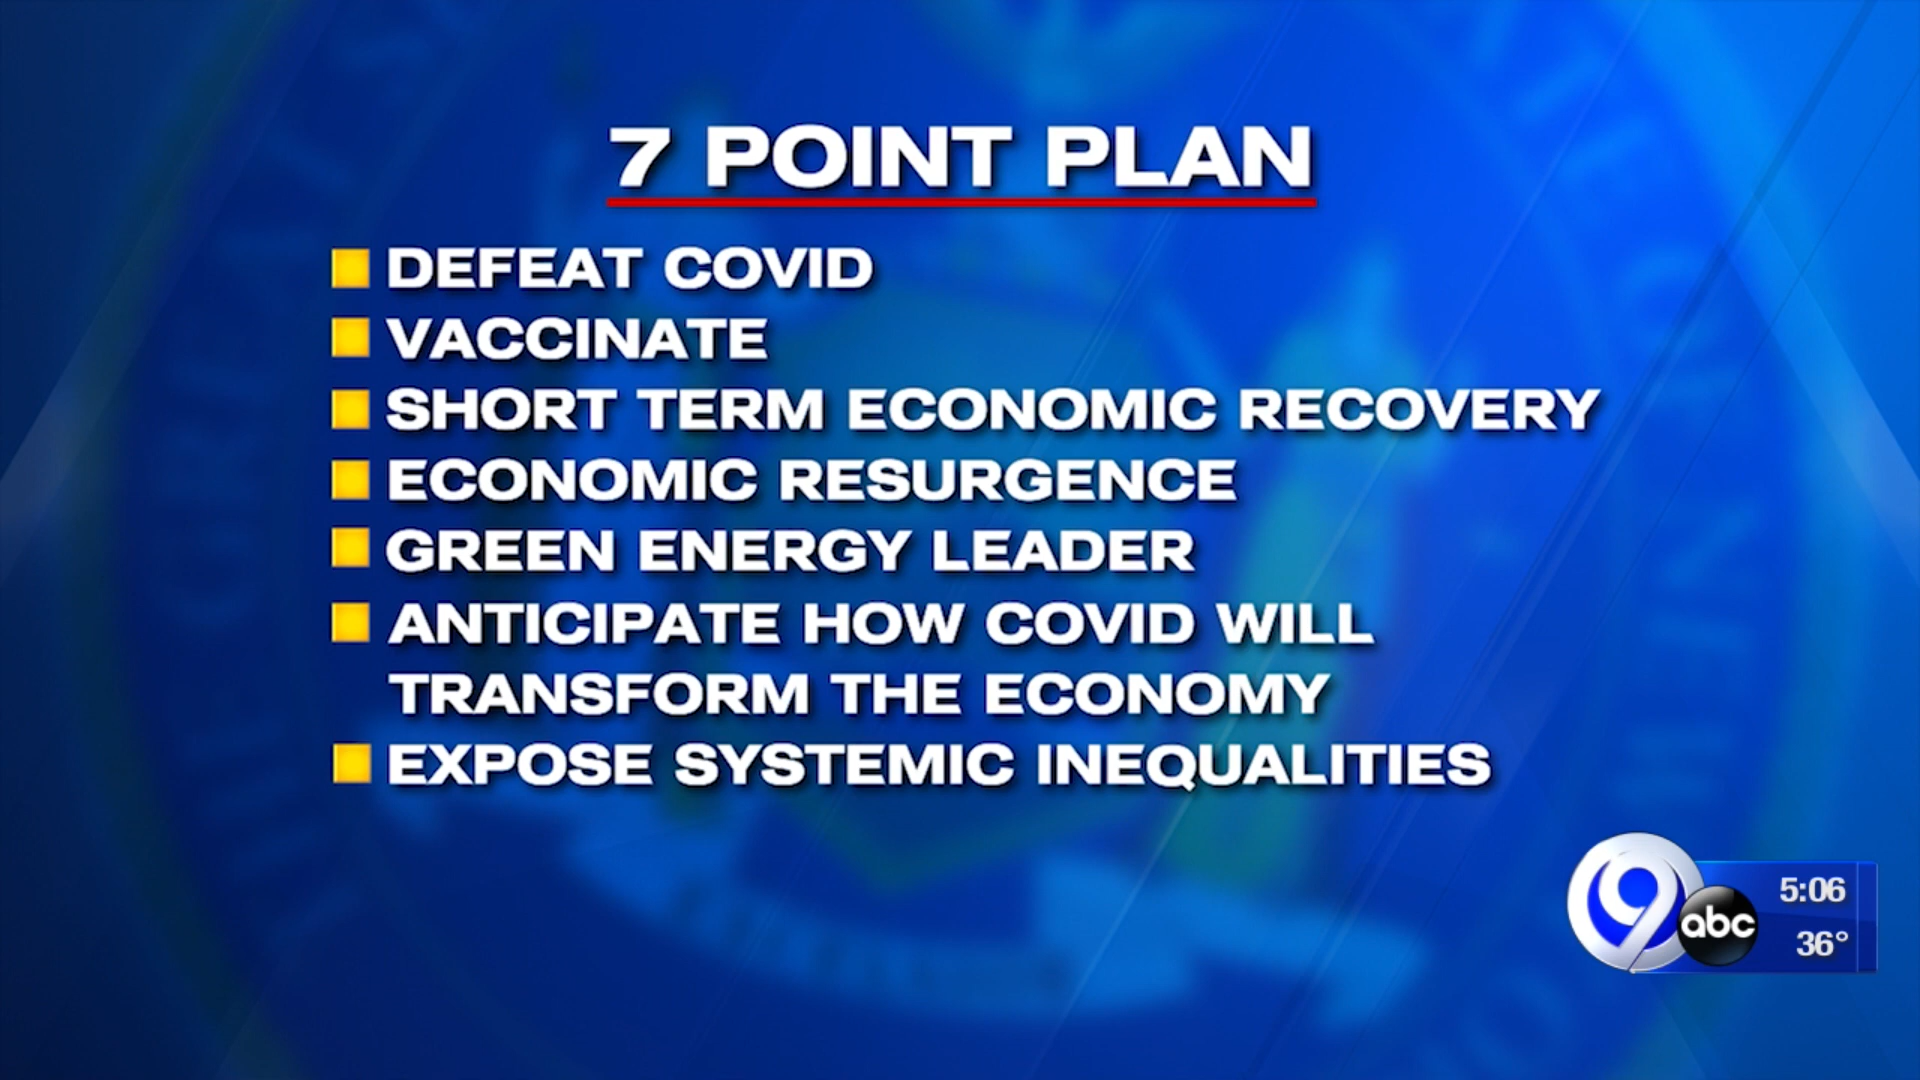 7 POINT PLAN
DEFEAT COVID
VACCINATE
SHORT TERM ECONOMIC RECOVERY
ECONOMIC RESURGENCE
GREEN ENERGY LEADER
ANTICIPATE HOW COVID WILL
TRANSFORM THE ECONOMY
EXPOSE SYSTEMIC INEQUALITIES
9
abc
5:06
36°